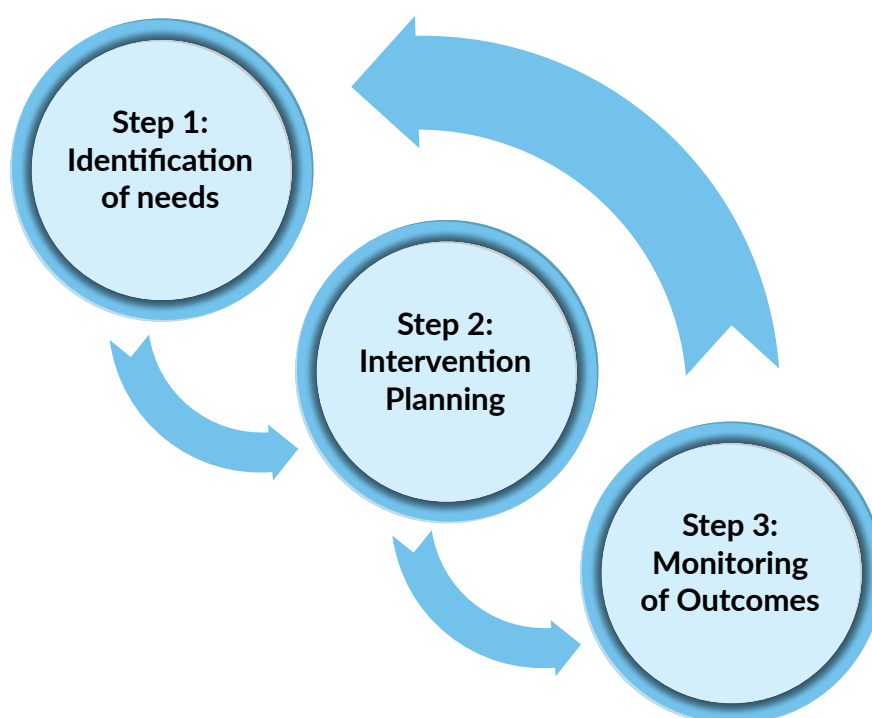 Step 1:
Identification
of needs
Step 2:
Intervention
Planning
Step 3:
Monitoring
of Outcomes